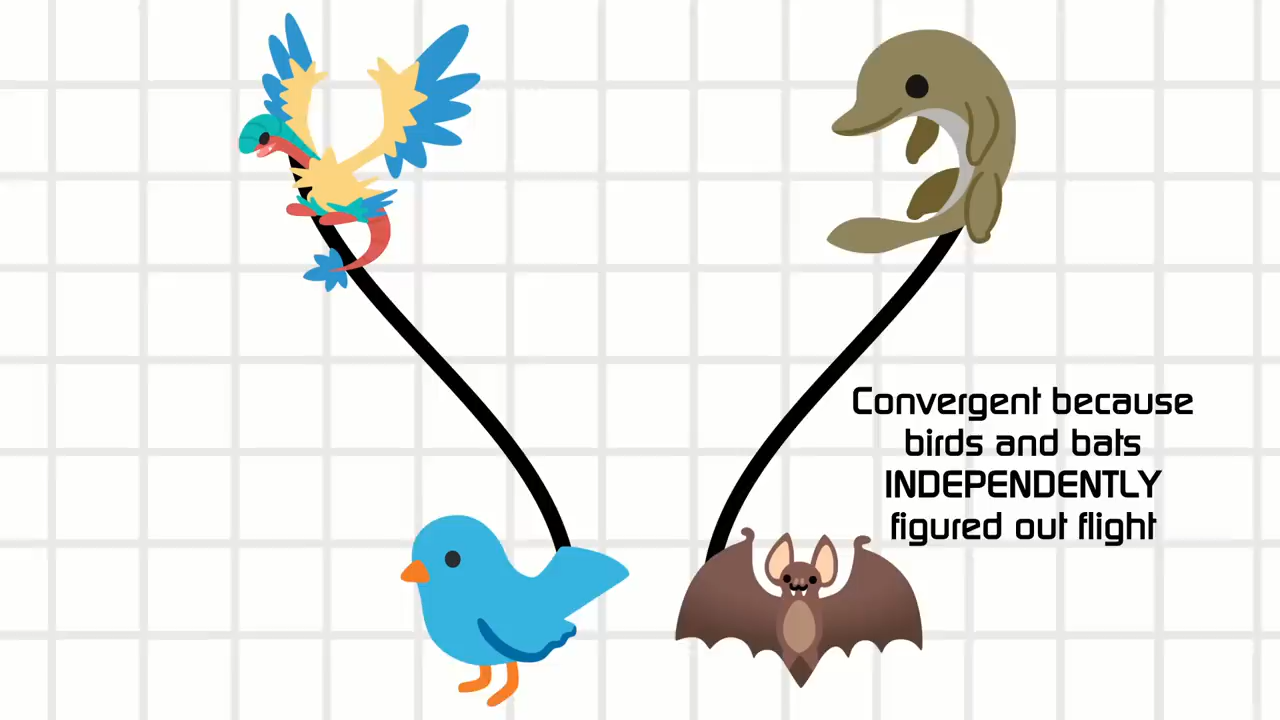 Convergent because
birds and bats
INDEPENDENTLY
figured out flight